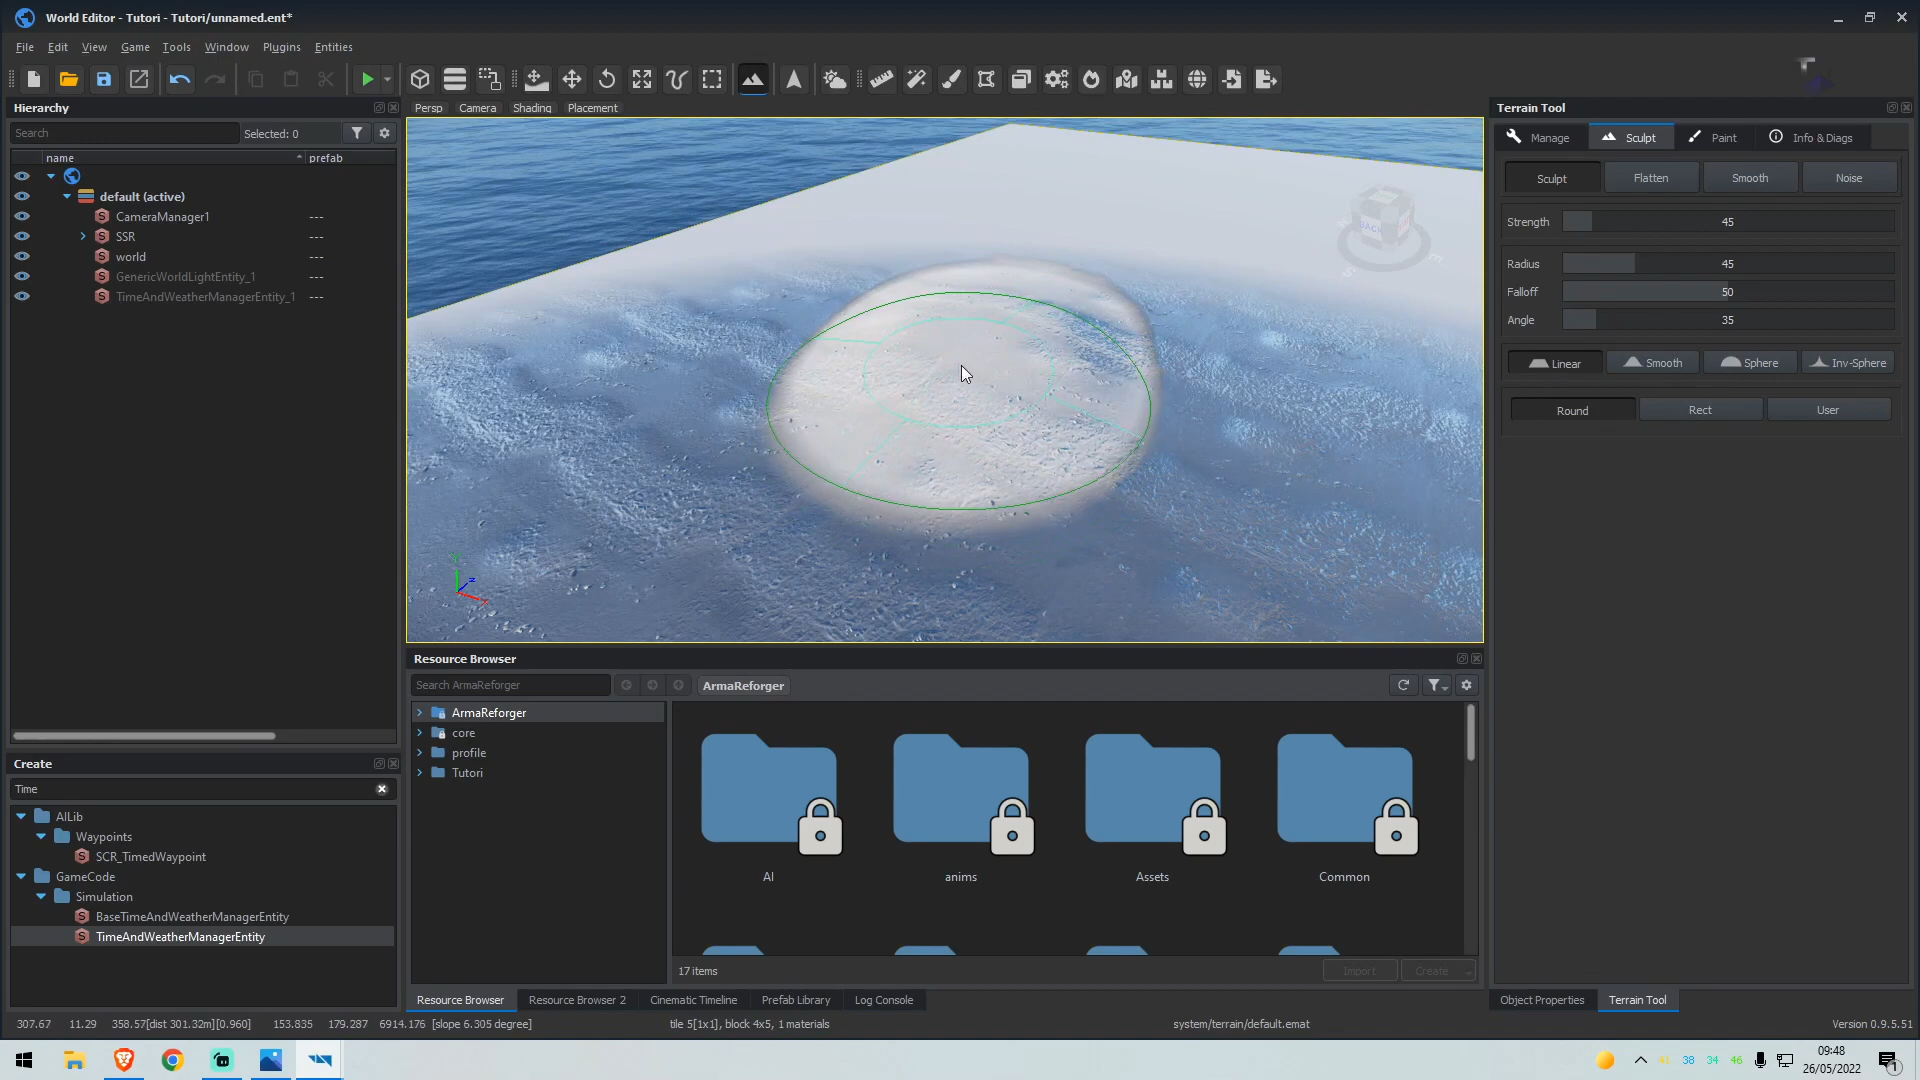 World Editor - Tutori - Tutori/unnamed.ent*
File Edit View Game Tools Window Plugins Entities
Hierarchy
Search
Selected: 0
name prefab
default (active)
CameraManager1 ---
SSR ---
world ---
GenericWorldLightEntity_1 ---
TimeAndWeatherManagerEntity_1 ---
Create
Time
AILib
Waypoints
SCR_TimedWaypoint
GameCode
Simulation
BaseTimeAndWeatherManagerEntity
TimeAndWeatherManagerEntity
Persp Camera Shading Placement
BACK
Resource Browser
Search ArmaReforger
ArmaReforger
ArmaReforger
core
profile
Tutori
AI anims Assets Common
17 items
Import Create
Resource Browser Resource Browser 2 Cinematic Timeline Prefab Library Log Console
Terrain Tool
Manage Sculpt Paint Info & Diags
Sculpt Flatten Smooth Noise
Strength 45
Radius 45
Falloff 50
Angle 35
Linear Smooth Sphere Inv-Sphere
Round Rect User
Object Properties Terrain Tool
307.67 11.29 358.57[dist 301.32m][0.960] 153.835 179.287 6914.176 [slope 6.305 degree] tile 5[1x1], block 4x5, 1 materials system/terrain/default.emat Version 0.9.5.51
41 38 34 46
09:48
26/05/2022
1